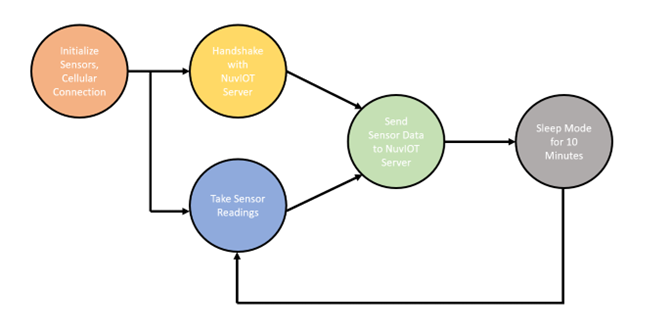 Initialize
Sensors,
Cellular
Connection
Handshake
with
NuvIOT
Server
Take Sensor
Readings
Send
Sensor Data
to NuvIOT
Server
Sleep Mode
for 10
Minutes